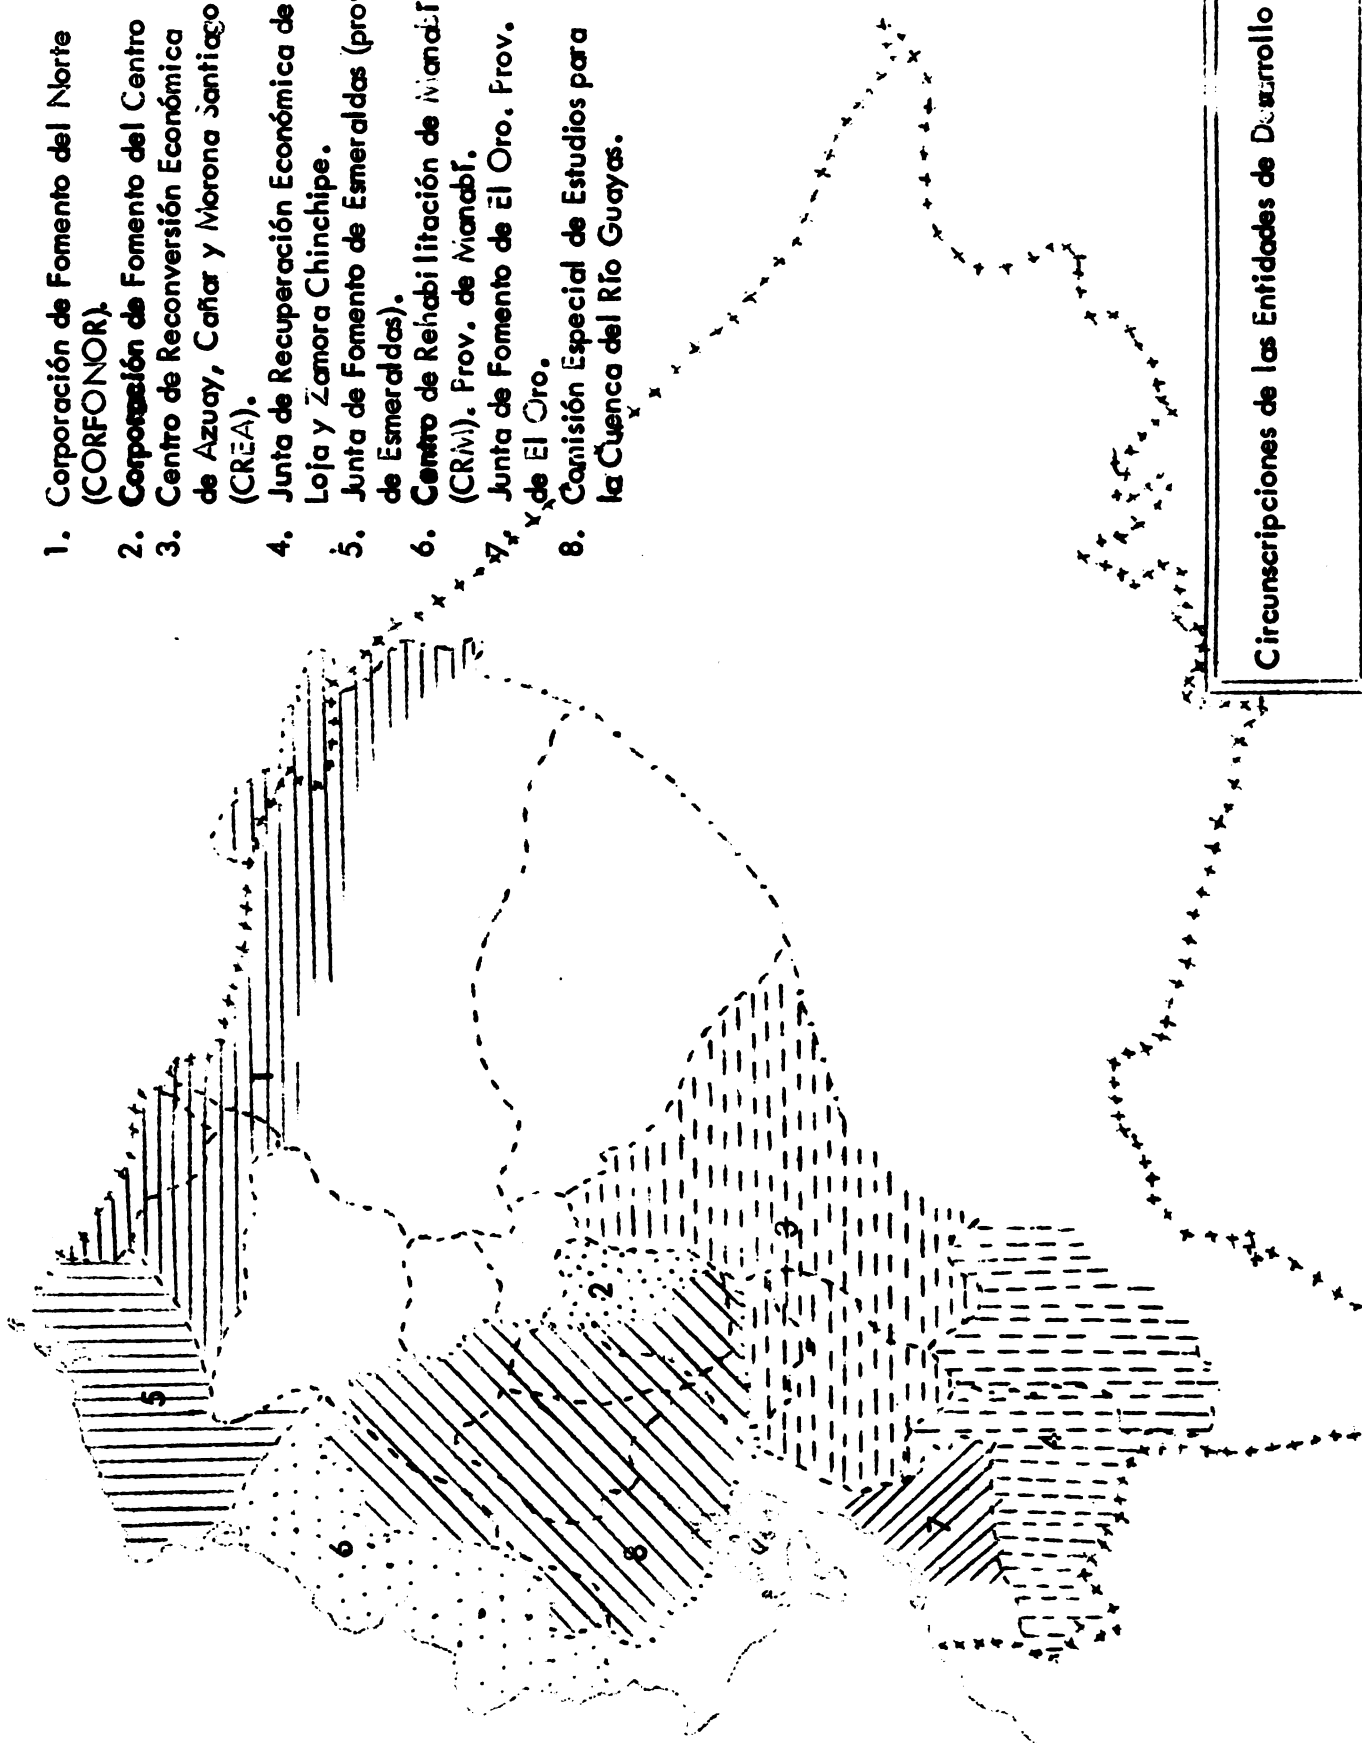 1. Corporación de Fomento del Norte
(CORFONOR).
2. Corporación de Fomento del Centro
3. Centro de Reconversión Económica
de Azuay, Cañar y Morona Santiago
(CREA).
4. Junta de Recuperación Económica de
Loja y Zamora Chinchipe.
5. Junta de Fomento de Esmeraldas (pro
de Esmeraldas).
6. Centro de Rehabilitación de Manabí
(CRM). Prov. de Manabí.
7. Junta de Fomento de El Oro. Prov.
de El Oro.
8. Comisión Especial de Estudios para
la Cuenca del Río Guayas.
1
2
3
4
5
6
7
8
Circunscripciones de las Entidades de Desarrollo